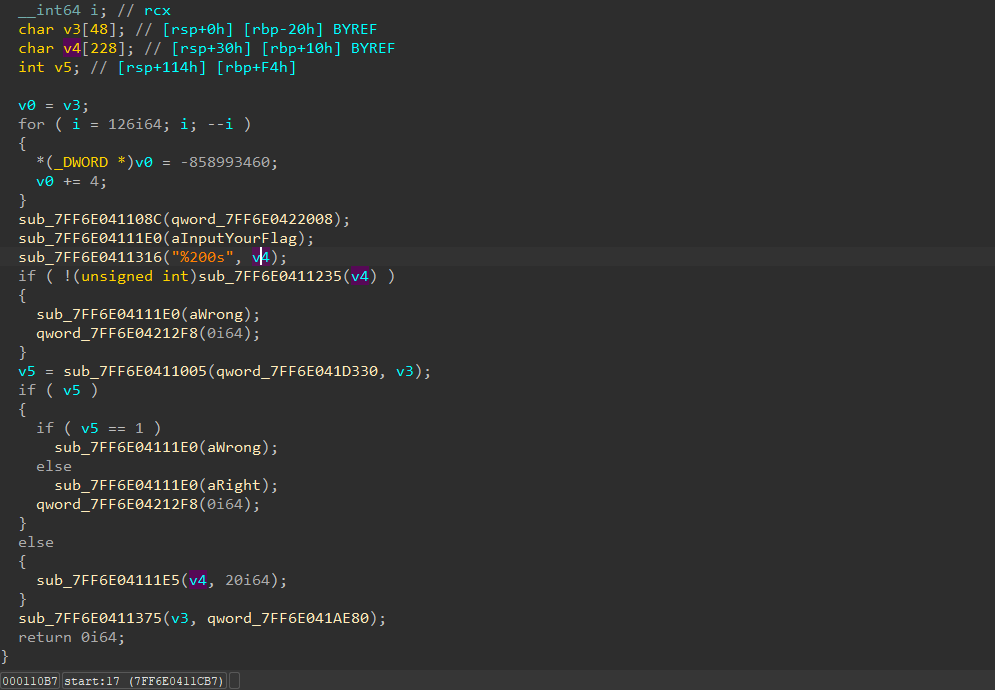 __int64 i; // rcx
char v3[48]; // [rsp+0h] [rbp-20h] BYREF
char v4[228]; // [rsp+30h] [rbp+10h] BYREF
int v5; // [rsp+114h] [rbp+F4h]
v0 = v3;
for ( i = 126i64; i; --i )
{
*(_DWORD *)v0 = -858993460;
v0 += 4;
}
sub_7FF6E041108C(qword_7FF6E0422008);
sub_7FF6E04111E0(aInputYourFlag);
sub_7FF6E0411316("%200s", v4);
if ( !(unsigned int)sub_7FF6E0411235(v4) )
{
sub_7FF6E04111E0(aWrong);
qword_7FF6E04212F8(0i64);
}
v5 = sub_7FF6E0411005(qword_7FF6E041D330, v3);
if ( v5 )
{
if ( v5 == 1 )
sub_7FF6E04111E0(aWrong);
else
sub_7FF6E04111E0(aRight);
qword_7FF6E04212F8(0i64);
}
else
{
sub_7FF6E04111E5(v4, 20i64);
}
sub_7FF6E0411375(v3, qword_7FF6E041AE80);
return 0i64;
}
000110B7 start:17 (7FF6E0411CB7)